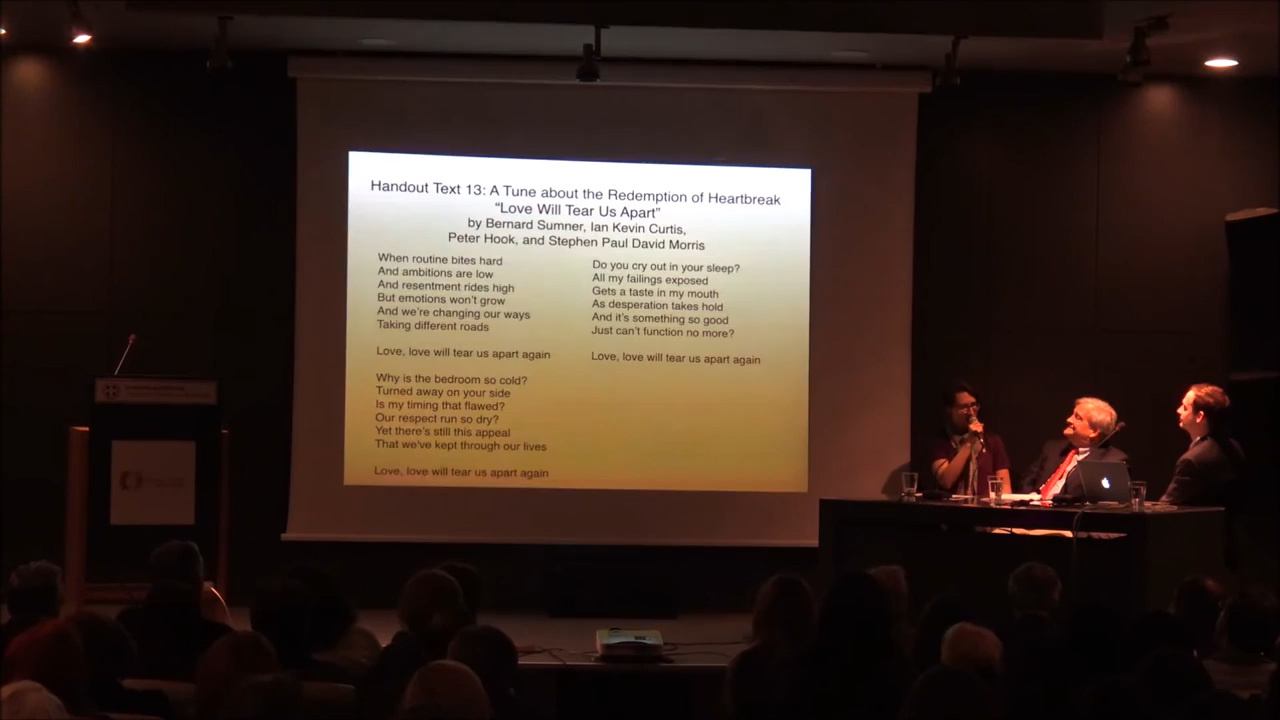 Handout Text 13: A Tune about the Redemption of Heartbreak
“Love Will Tear Us Apart”
by Bernard Sumner, Ian Kevin Curtis,
Peter Hook, and Stephen Paul David Morris
When routine bites hard
And ambitions are low
And resentment rides high
But emotions won’t grow
And we’re changing our ways
Taking different roads
Love, love will tear us apart again
Why is the bedroom so cold?
Turned away on your side
Is my timing that flawed?
Our respect run so dry?
Yet there’s still this appeal
That we’ve kept through our lives
Love, love will tear us apart again
Do you cry out in your sleep?
All my failings exposed
Gets a taste in my mouth
As desperation takes hold
And it’s something so good
Just can’t function no more?
Love, love will tear us apart again